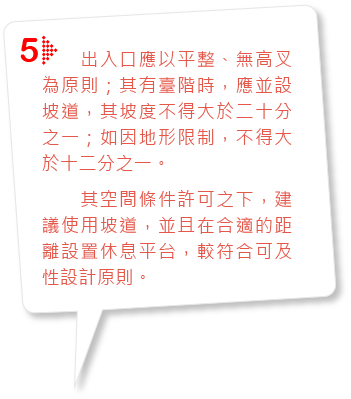 5
出入口應以平整、無高叉
為原則；其有臺階時，應並設
坡道，其坡度不得大於二十分
之一；如因地形限制，不得大
於十二分之一。
其空間條件許可之下，建
議使用坡道，並且在合適的距
離設置休息平台，較符合可及
性設計原則。